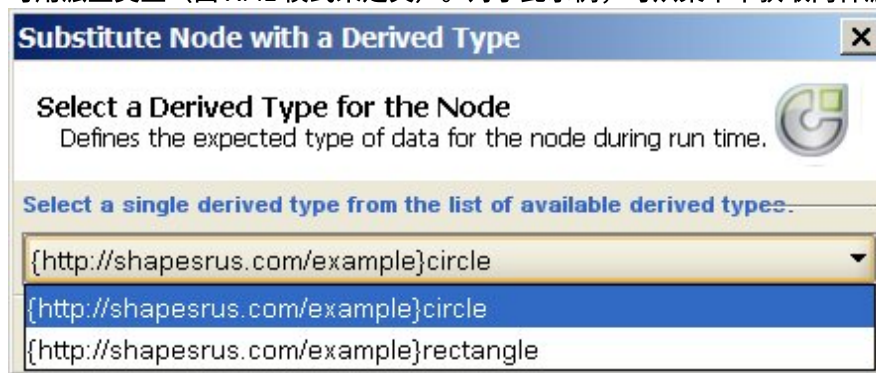 Substitute Node with a Derived Type
Select a Derived Type for the Node
Defines the expected type of data for the node during run time.
Select a single derived type from the list of available derived types.
{http://shapesrus.com/example}circle
{http://shapesrus.com/example}circle
{http://shapesrus.com/example}rectangle